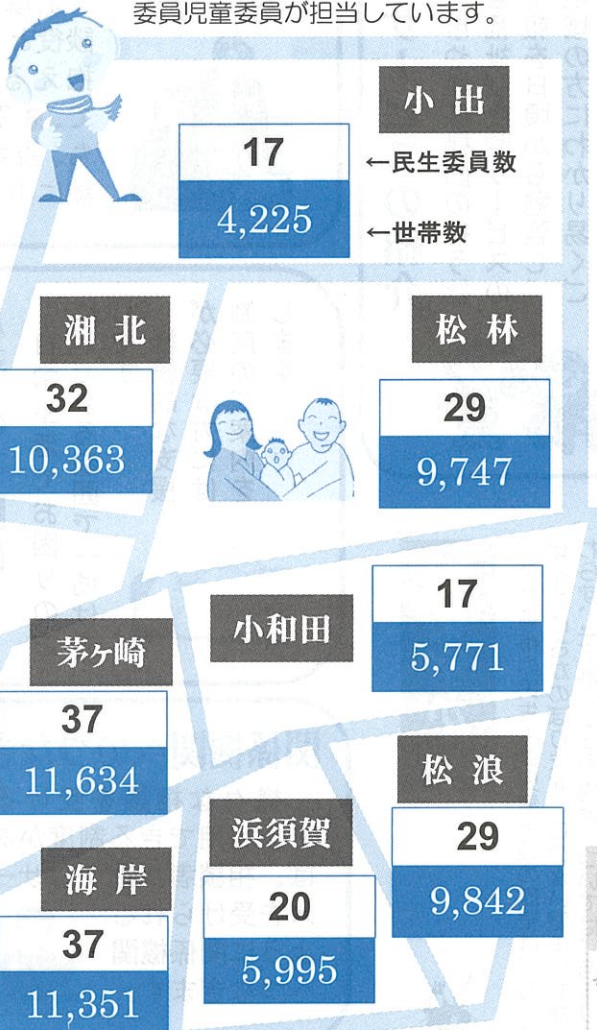 委員児童委員が担当しています。
小出
17 ←民生委員数
4,225 ←世帯数
湘北
32
10,363
松林
29
9,747
小和田
17
5,771
茅ヶ崎
37
11,634
松浪
29
9,842
浜須賀
20
5,995
海岸
37
11,351